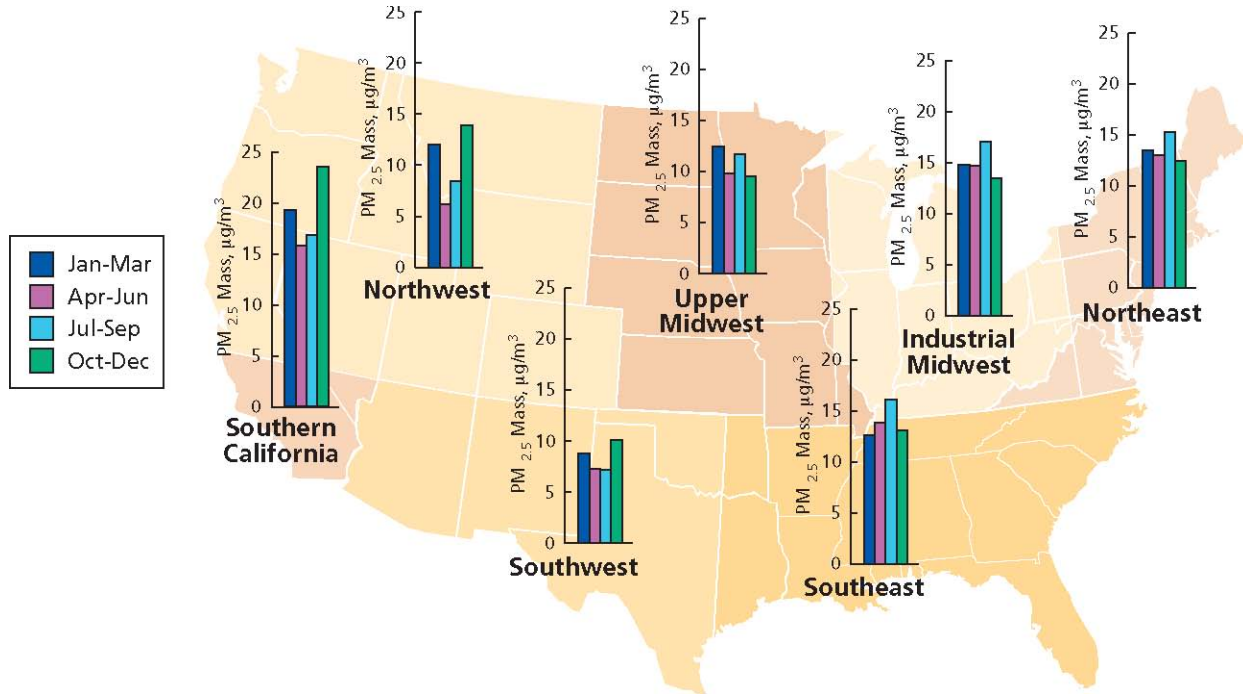 Jan-Mar
Apr-Jun
Jul-Sep
Oct-Dec
PM 2.5 Mass, µg/m3
25
20
15
10
5
0
Southern
California
PM 2.5 Mass, µg/m3
25
20
15
10
5
0
Northwest
PM 2.5 Mass, µg/m3
25
20
15
10
5
0
Southwest
PM 2.5 Mass, µg/m3
25
20
15
10
5
0
Upper
Midwest
PM 2.5 Mass, µg/m3
25
20
15
10
5
0
Southeast
PM 2.5 Mass, µg/m3
25
20
15
10
5
0
Industrial
Midwest
PM 2.5 Mass, µg/m3
25
20
15
10
5
0
Northeast